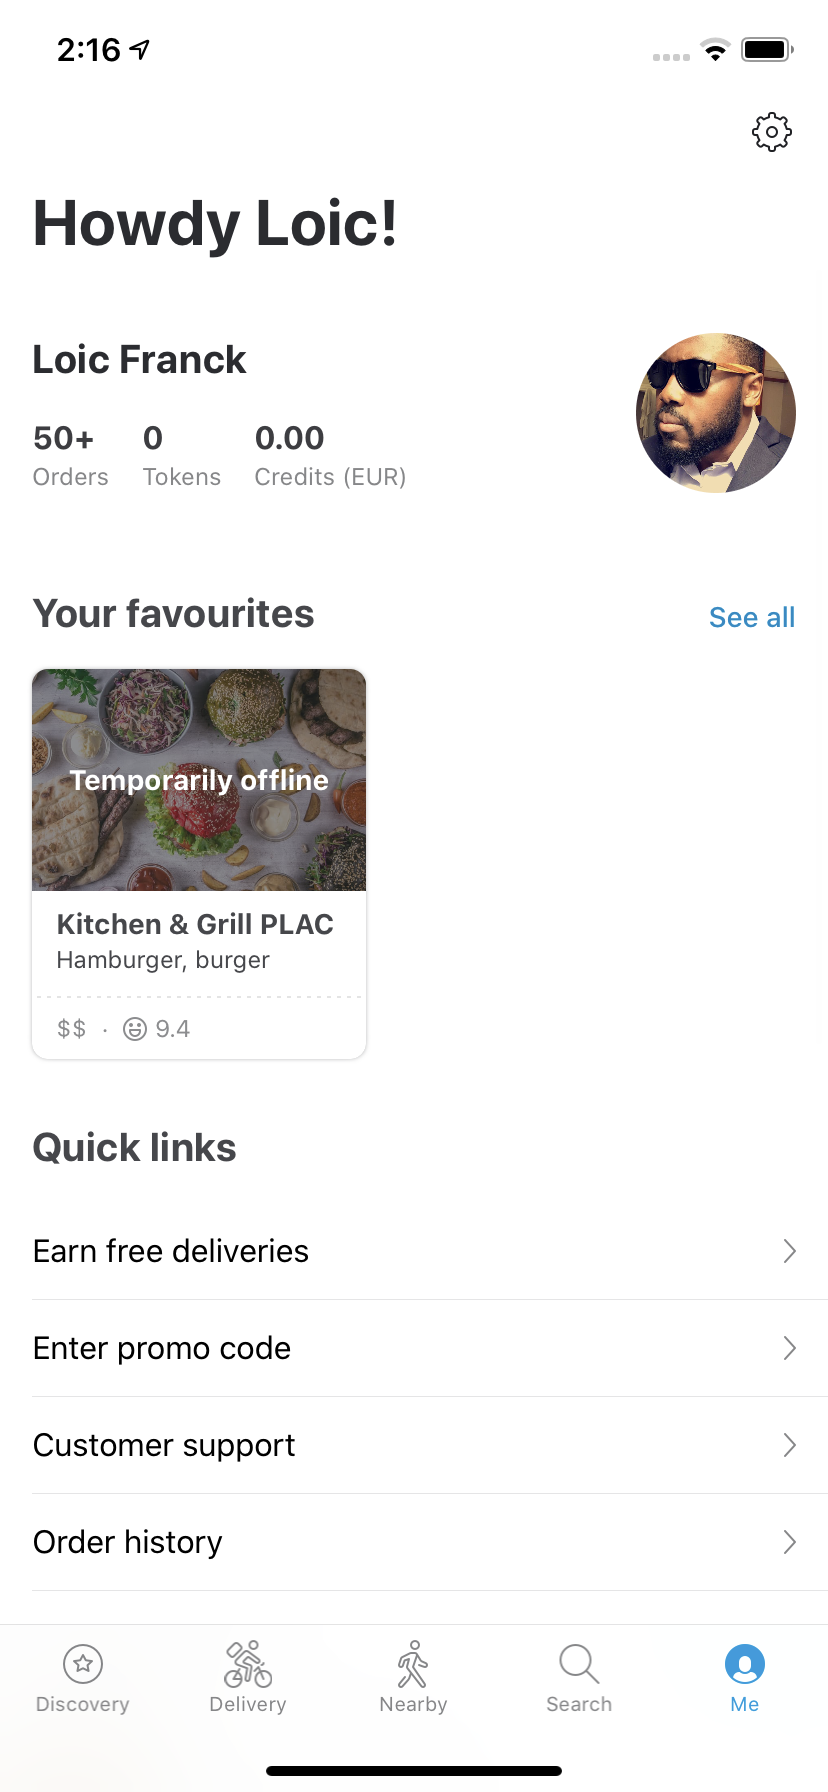 2:16
Howdy Loic!
Loic Franck
50+ 0 0.00
Orders Tokens Credits (EUR)
Your favourites See all
Temporarily offline
Kitchen & Grill PLAC
Hamburger, burger
$$ · 9.4
Quick links
Earn free deliveries
Enter promo code
Customer support
Order history
Discovery Delivery Nearby Search Me